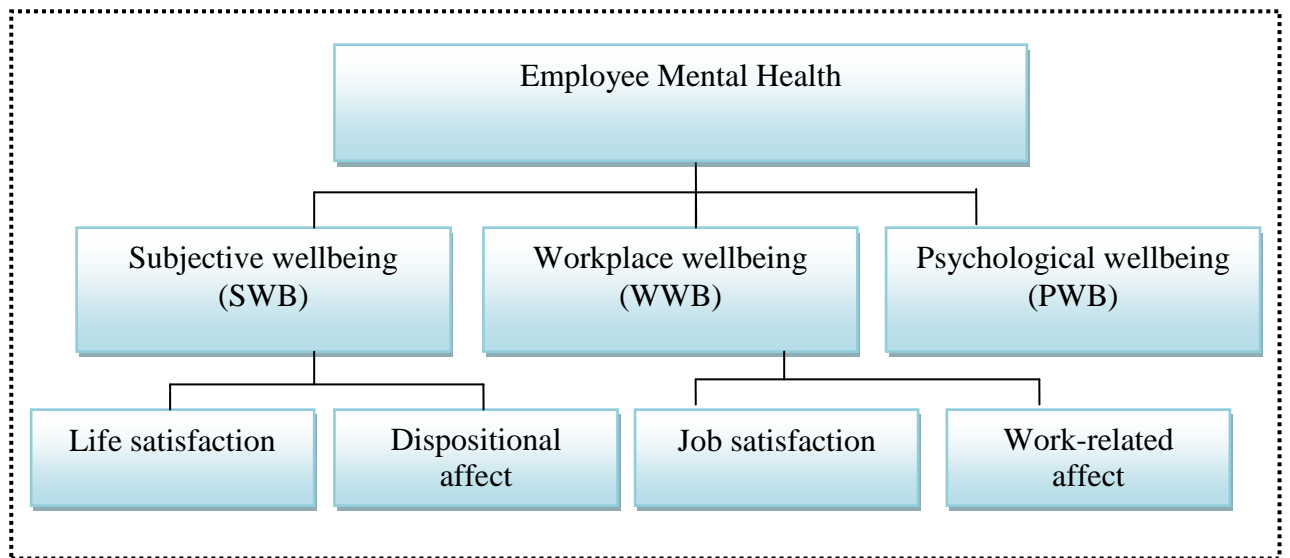 Employee Mental Health
Subjective wellbeing
(SWB)
Workplace wellbeing
(WWB)
Psychological wellbeing
(PWB)
Life satisfaction
Dispositional
affect
Job satisfaction
Work-related
affect